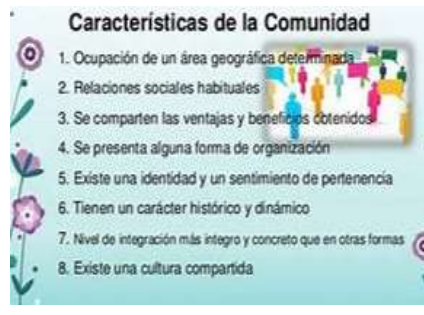 Características de la Comunidad
1. Ocupación de un área geográfica determinada
2. Relaciones sociales habituales
3. Se comparten las ventajas y beneficios obtenidos
4. Se presenta alguna forma de organización
5. Existe una identidad y un sentimiento de pertenencia
6. Tienen un carácter histórico y dinámico
7. Nivel de integración más integro y concreto que en otras formas
8. Existe una cultura compartida